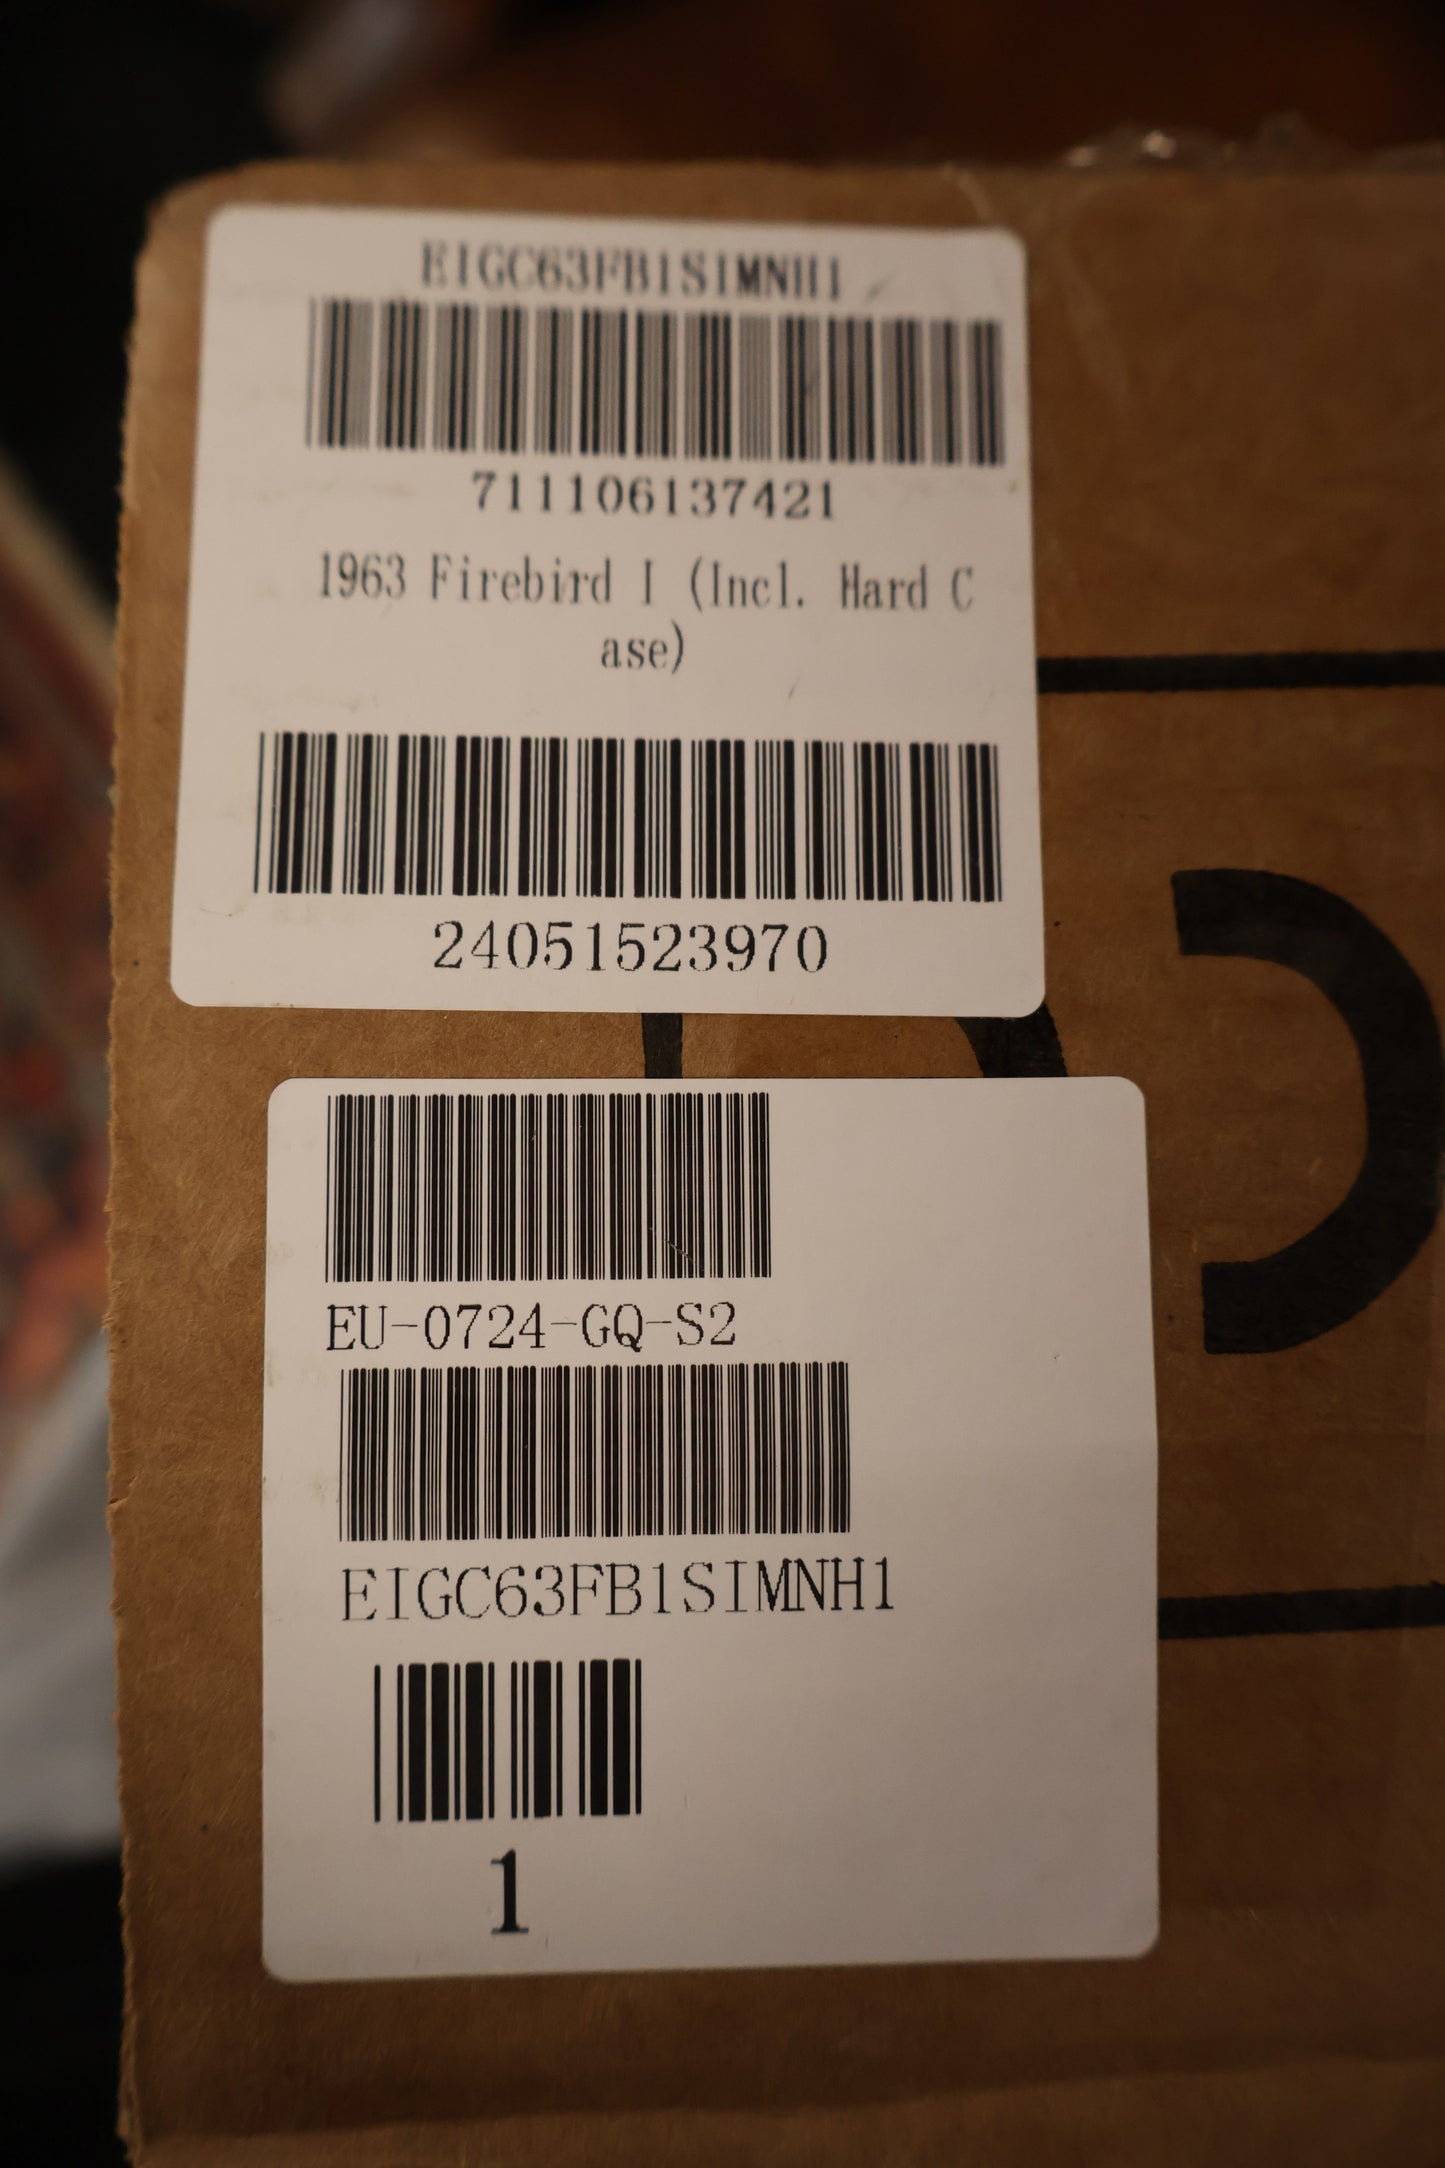 EIGC63FB1SIMNH1
711106137421
1963 Firebird I (Incl. Hard C
ase)
24051523970
EU-0724-GQ-S2
EIGC63FB1SIMNH1
1